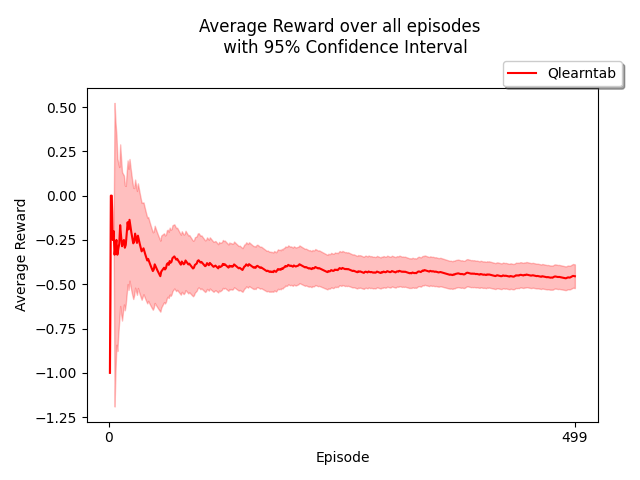 Average Reward over all episodes
with 95% Confidence Interval
Qlearntab
0.50
0.25
0.00
−0.25
−0.50
−0.75
−1.00
−1.25
Average Reward
0 499
Episode